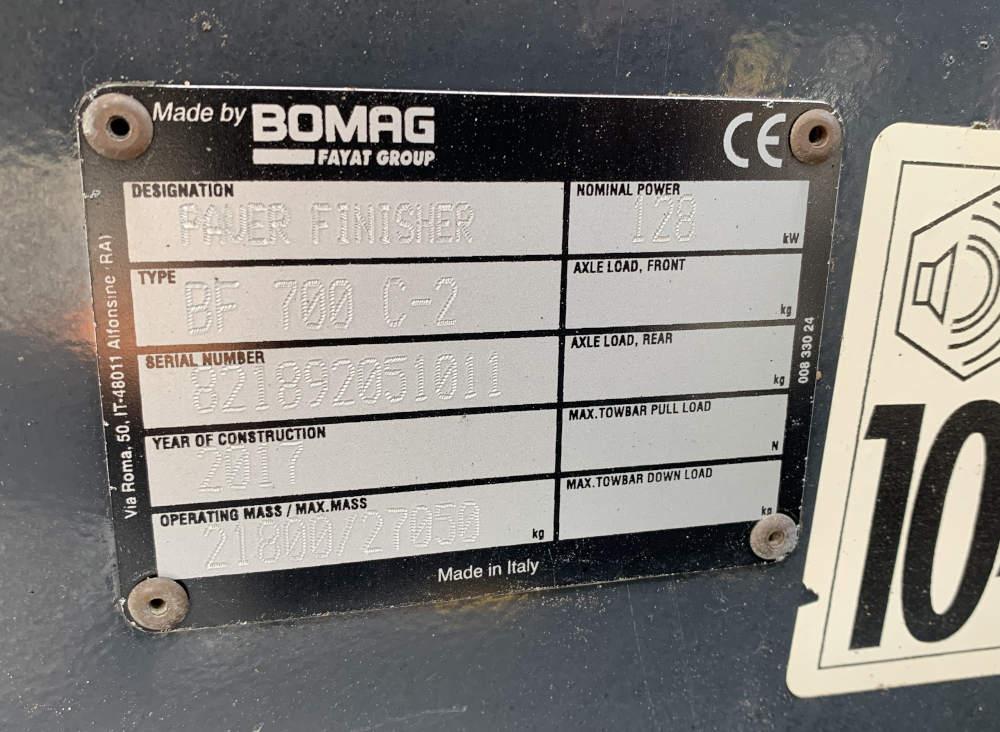 Made by BOMAG
FAYAT GROUP
CE
DESIGNATION
PAVER FINISHER
NOMINAL POWER
128
kW
TYPE
BF 700 C-2
AXLE LOAD, FRONT
kg
SERIAL NUMBER
821892051011
AXLE LOAD, REAR
kg
YEAR OF CONSTRUCTION
2017
MAX.TOWBAR PULL LOAD
N
OPERATING MASS / MAX.MASS
21800/27050
kg
MAX.TOWBAR DOWN LOAD
kg
Made in Italy
Via Roma, 50, IT-48011 Alfonsine (RA)
008 330 24
10